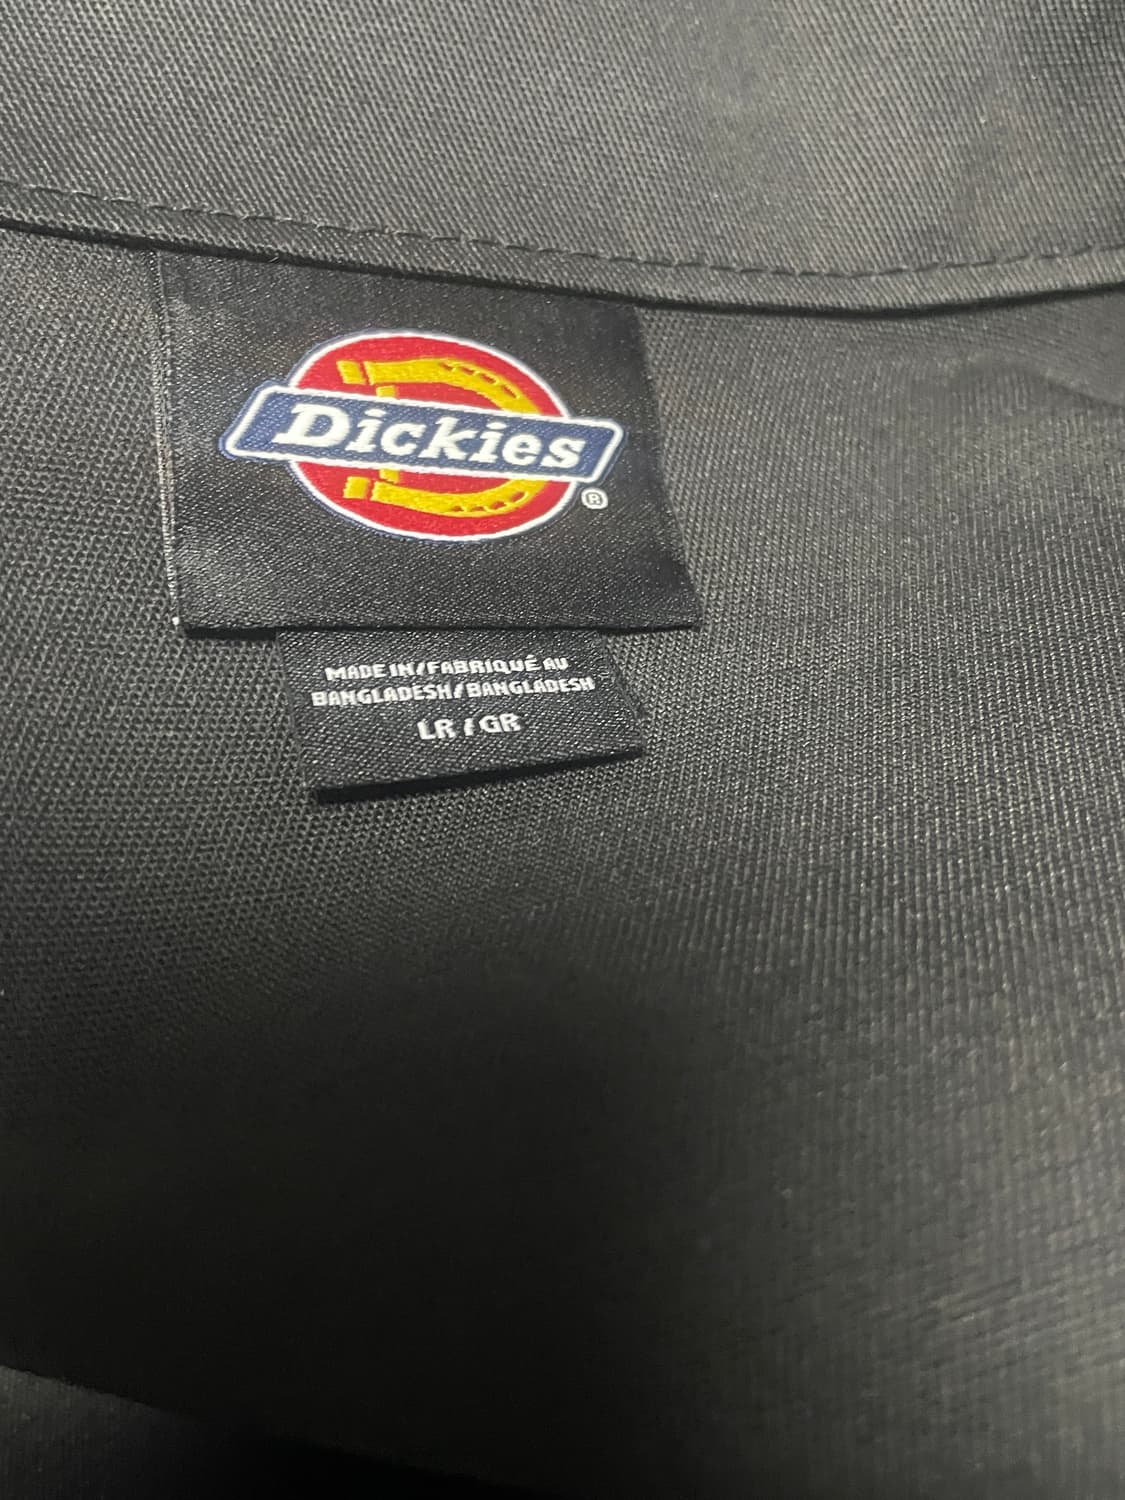 Dickies
®
MADE IN/FABRIQUÉ AU
BANGLADESH/BANGLADESH
LR/GR